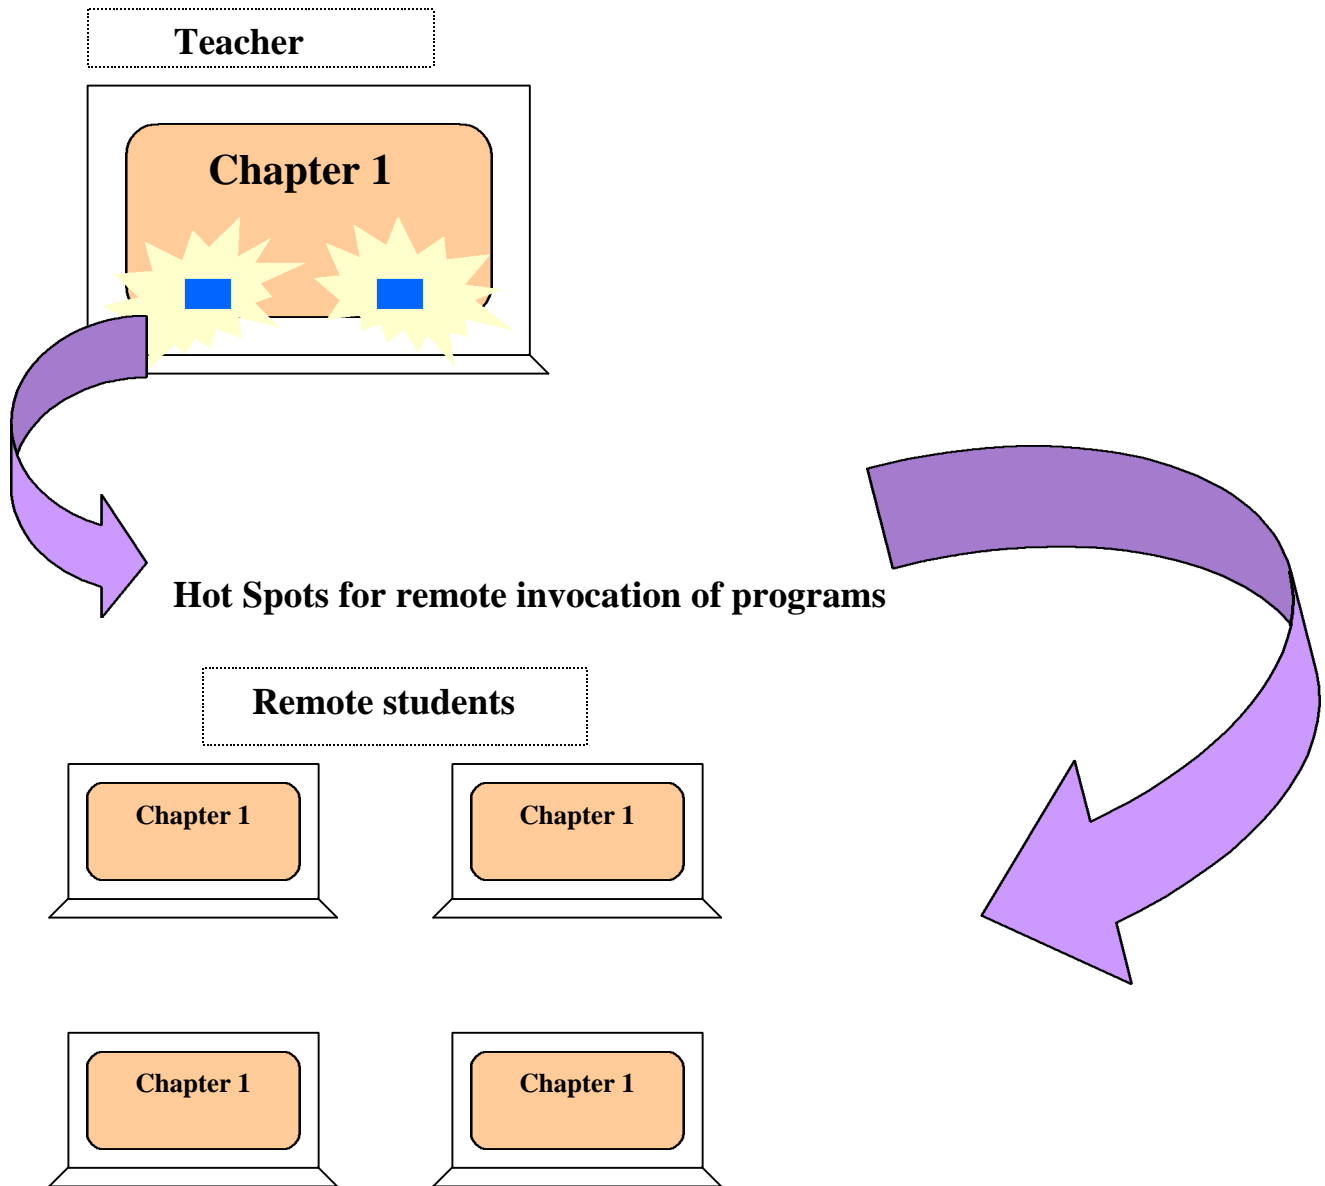 Teacher
Chapter 1
Hot Spots for remote invocation of programs
Remote students
Chapter 1
Chapter 1
Chapter 1
Chapter 1